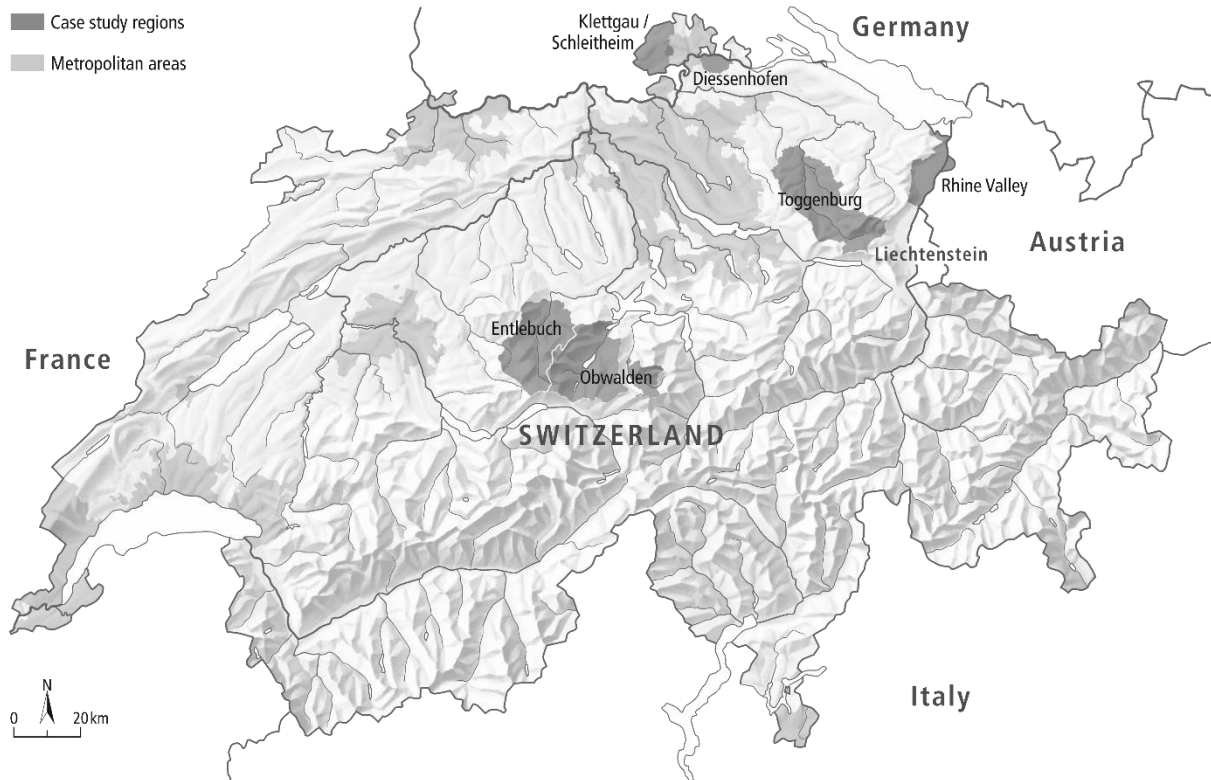 Case study regions
Metropolitan areas
Klettgau /
Schleitheim
Germany
Diessenhofen
Rhine Valley
Toggenburg
Austria
Liechtenstein
Entlebuch
France
Obwalden
SWITZERLAND
Italy
N
0 20 km